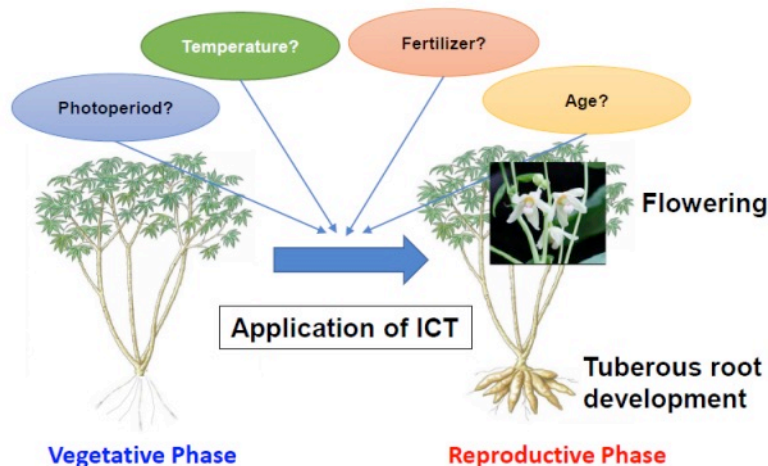 Temperature?
Fertilizer?
Photoperiod?
Age?
Flowering
Application of ICT
Tuberous root
development
Vegetative Phase
Reproductive Phase